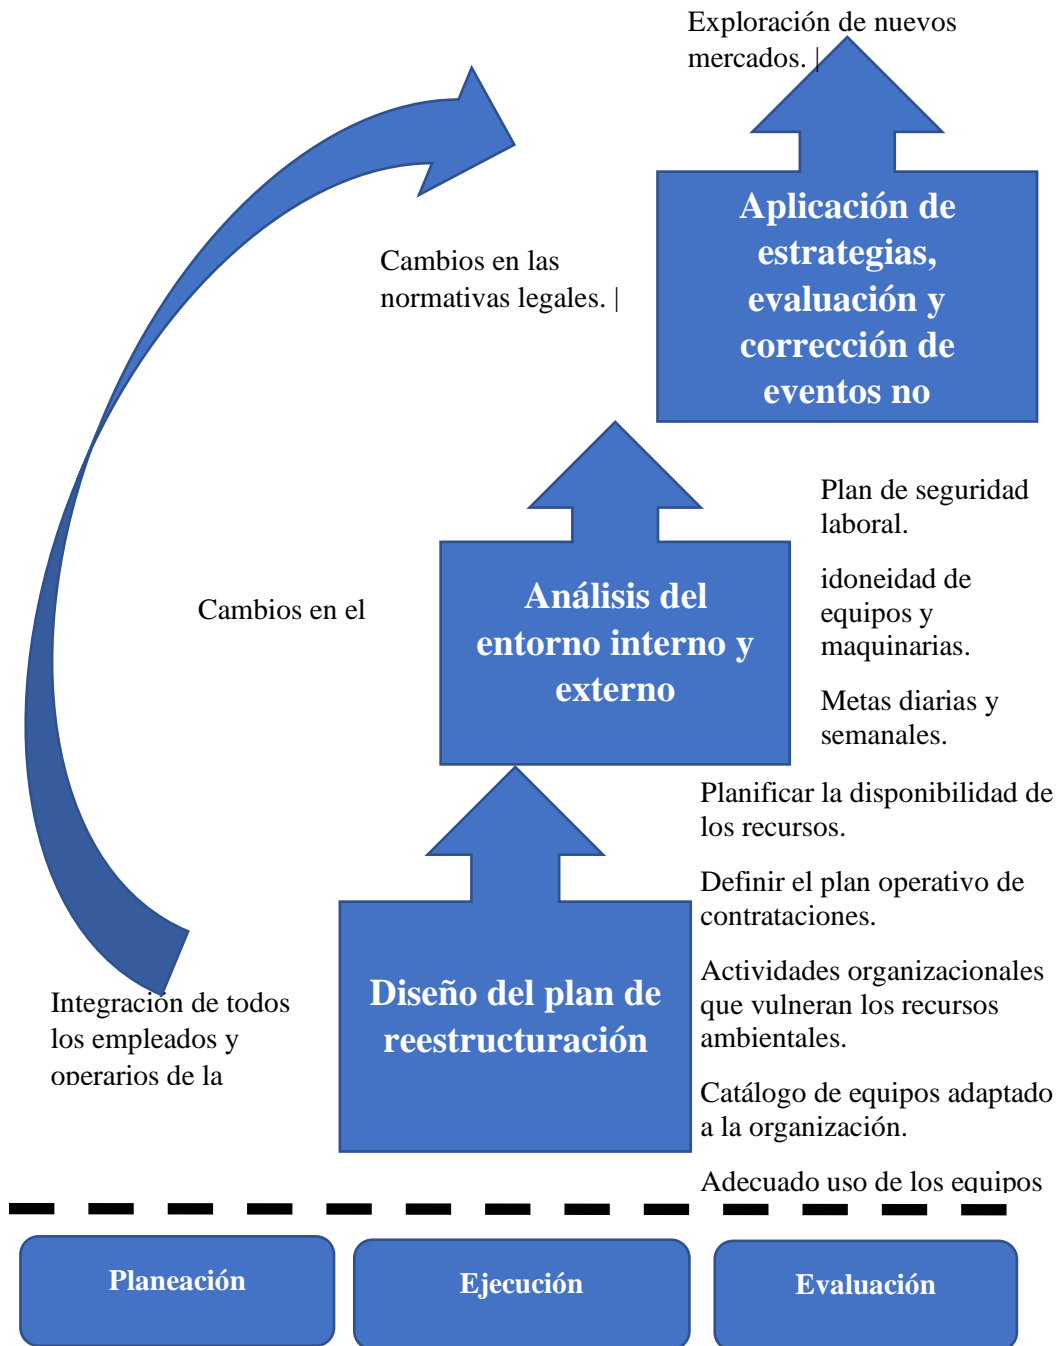 Exploración de nuevos
mercados. |
Aplicación de
estrategias,
evaluación y
corrección de
eventos no
Cambios en las
normativas legales. |
Plan de seguridad
laboral.
idoneidad de
equipos y
maquinarias.
Metas diarias y
semanales.
Análisis del
entorno interno y
externo
Cambios en el
Planificar la disponibilidad de
los recursos.
Definir el plan operativo de
contrataciones.
Actividades organizacionales
que vulneran los recursos
ambientales.
Catálogo de equipos adaptado
a la organización.
Adecuado uso de los equipos
Diseño del plan de
reestructuración
Integración de todos
los empleados y
operarios de la
Planeación
Ejecución
Evaluación